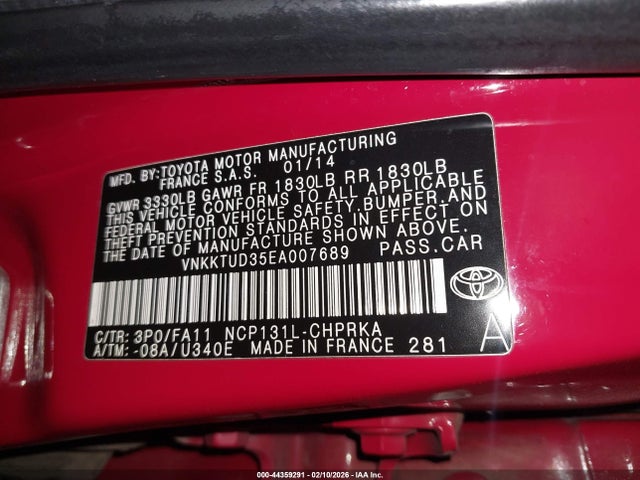 MFD. BY:TOYOTA MOTOR MANUFACTURING
FRANCE S.A.S. 01/14
GVWR 3330LB GAWR FR 1830LB RR 1830LB
THIS VEHICLE CONFORMS TO ALL APPLICABLE
FEDERAL MOTOR VEHICLE SAFETY,BUMPER,AND
THEFT PREVENTION STANDARDS IN EFFECT ON
THE DATE OF MANUFACTURE SHOWN ABOVE.
VNKKTUD35EA007689 PASS.CAR
C/TR: 3P0/FA11 NCP131L-CHPRKA
A/TM: -08A/U340E MADE IN FRANCE 281
A
000-44359291 - 02/10/2026 - IAA Inc.